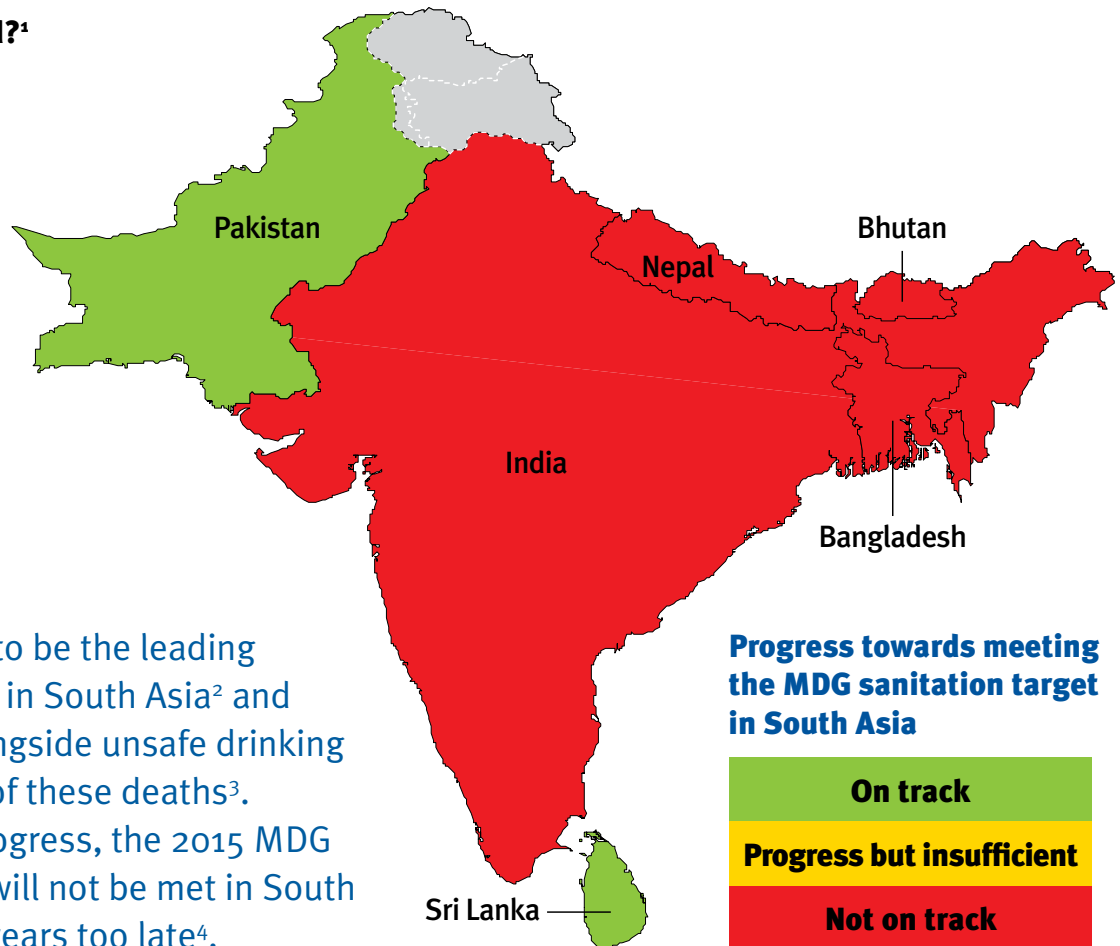 d?¹
Pakistan
Nepal
Bhutan
India
Bangladesh
Sri Lanka
to be the leading
in South Asia² and
ngside unsafe drinking
of these deaths³.
ogress, the 2015 MDG
will not be met in South
ears too late⁴.
Progress towards meeting
the MDG sanitation target
in South Asia
On track
Progress but insufficient
Not on track